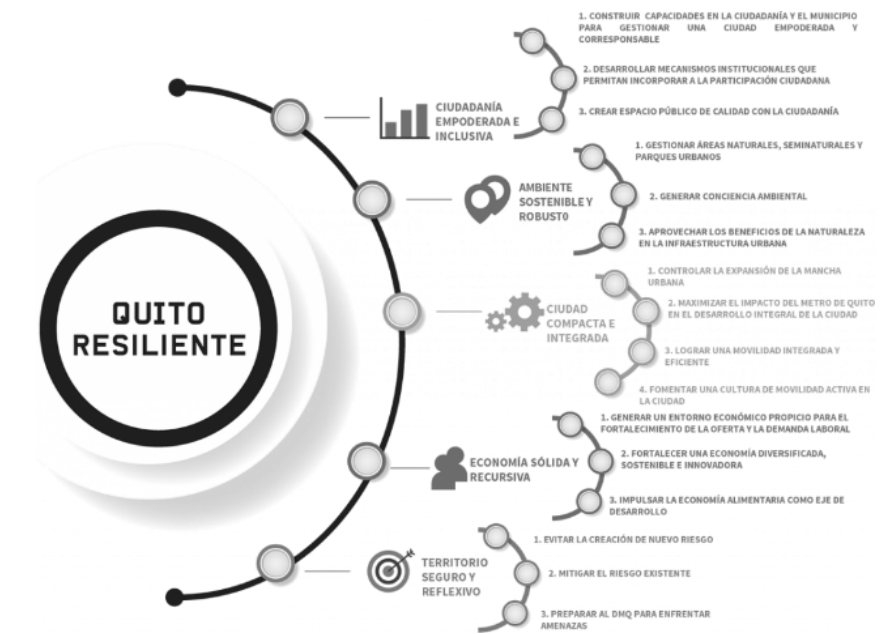 QUITO
RESILIENTE
CIUDADANÍA
EMPODERADA E
INCLUSIVA
1. CONSTRUIR CAPACIDADES EN LA CIUDADANÍA Y EL MUNICIPIO
PARA GESTIONAR UNA CIUDAD EMPODERADA Y
CORRESPONSABLE
2. DESARROLLAR MECANISMOS INSTITUCIONALES QUE
PERMITAN INCORPORAR A LA PARTICIPACIÓN CIUDADANA
3. CREAR ESPACIO PÚBLICO DE CALIDAD CON LA CIUDADANÍA
AMBIENTE
SOSTENIBLE Y
ROBUST0
1. GESTIONAR ÁREAS NATURALES, SEMINATURALES Y
PARQUES URBANOS
2. GENERAR CONCIENCIA AMBIENTAL
3. APROVECHAR LOS BENEFICIOS DE LA NATURALEZA
EN LA INFRAESTRUCTURA URBANA
CIUDAD
COMPACTA E
INTEGRADA
1. CONTROLAR LA EXPANSIÓN DE LA MANCHA
URBANA
2. MAXIMIZAR EL IMPACTO DEL METRO DE QUITO
EN EL DESARROLLO INTEGRAL DE LA CIUDAD
3. LOGRAR UNA MOVILIDAD INTEGRADA Y
EFICIENTE
4. FOMENTAR UNA CULTURA DE MOVILIDAD ACTIVA EN
LA CIUDAD
ECONOMÍA SÓLIDA Y
RECURSIVA
1. GENERAR UN ENTORNO ECONÓMICO PROPICIO PARA EL
FORTALECIMIENTO DE LA OFERTA Y LA DEMANDA LABORAL
2. FORTALECER UNA ECONOMÍA DIVERSIFICADA,
SOSTENIBLE E INNOVADORA
3. IMPULSAR LA ECONOMÍA ALIMENTARIA COMO EJE DE
DESARROLLO
TERRITORIO
SEGURO Y
REFLEXIVO
1. EVITAR LA CREACIÓN DE NUEVO RIESGO
2. MITIGAR EL RIESGO EXISTENTE
3. PREPARAR AL DMQ PARA ENFRENTAR
AMENAZAS